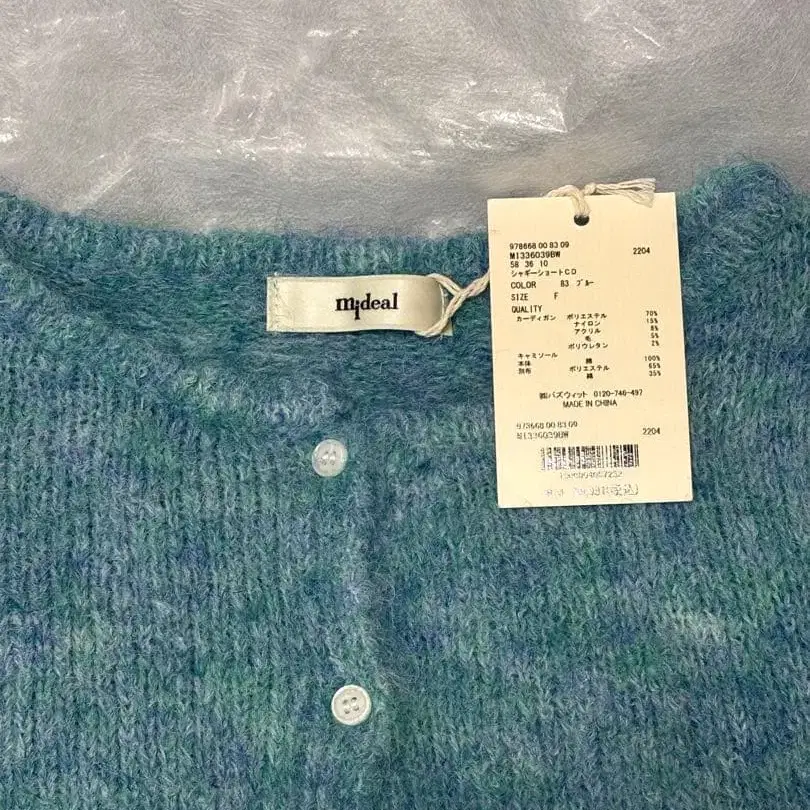 mideal
978668 00 83 09
M1336039BW 2204
58 36 10
シャギーショートCD
COLOR 83 ブルー
SIZE F
QUALITY
カーディガン ポリエステル 70%
ナイロン 15%
アクリル 8%
毛 5%
ポリウレタン 2%
キャミソール
本体 綿 100%
別布 ポリエステル 65%
綿 35%
㈱バズウィット 0120-746-497
MADE IN CHINA
978668 00 83 09
M1336039BW 2204